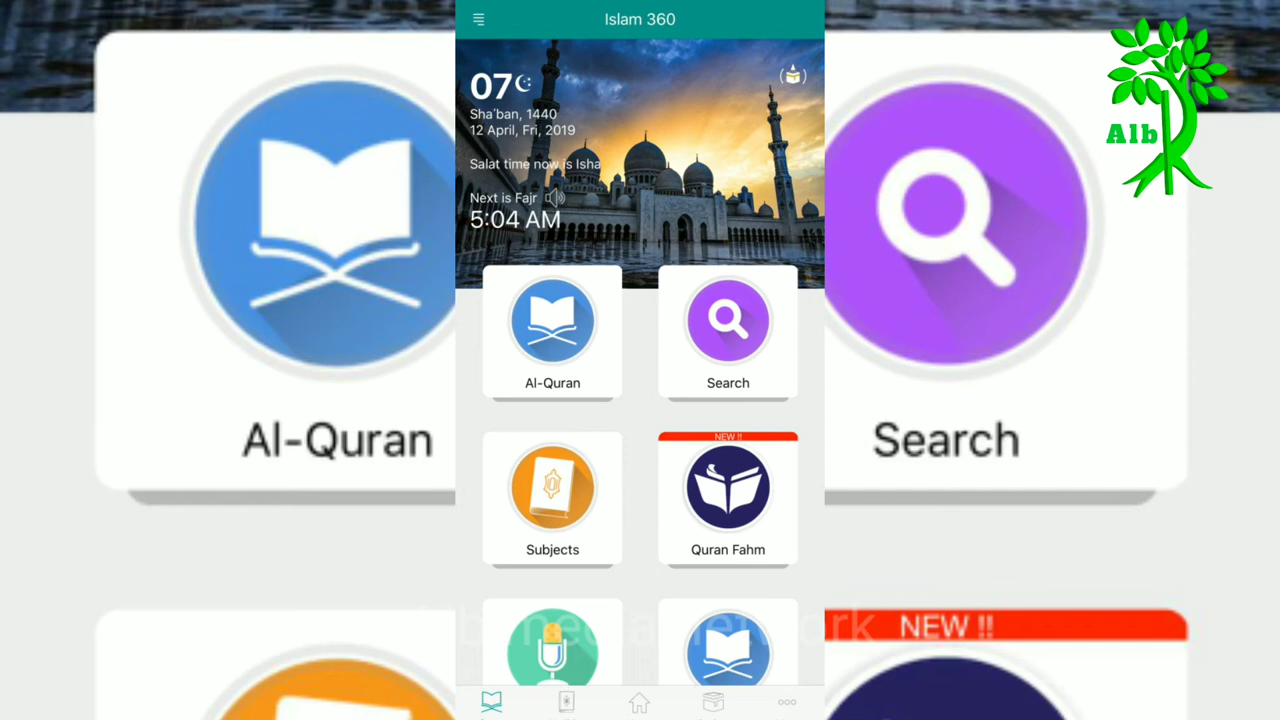 Islam 360
07
Sha'ban, 1440
12 April, Fri, 2019
Salat time now is Isha
Next is Fajr
5:04 AM
Al-Quran
Search
NEW !!
Subjects
Quran Fahm
Al-Quran
Search
NEW !!
Alb